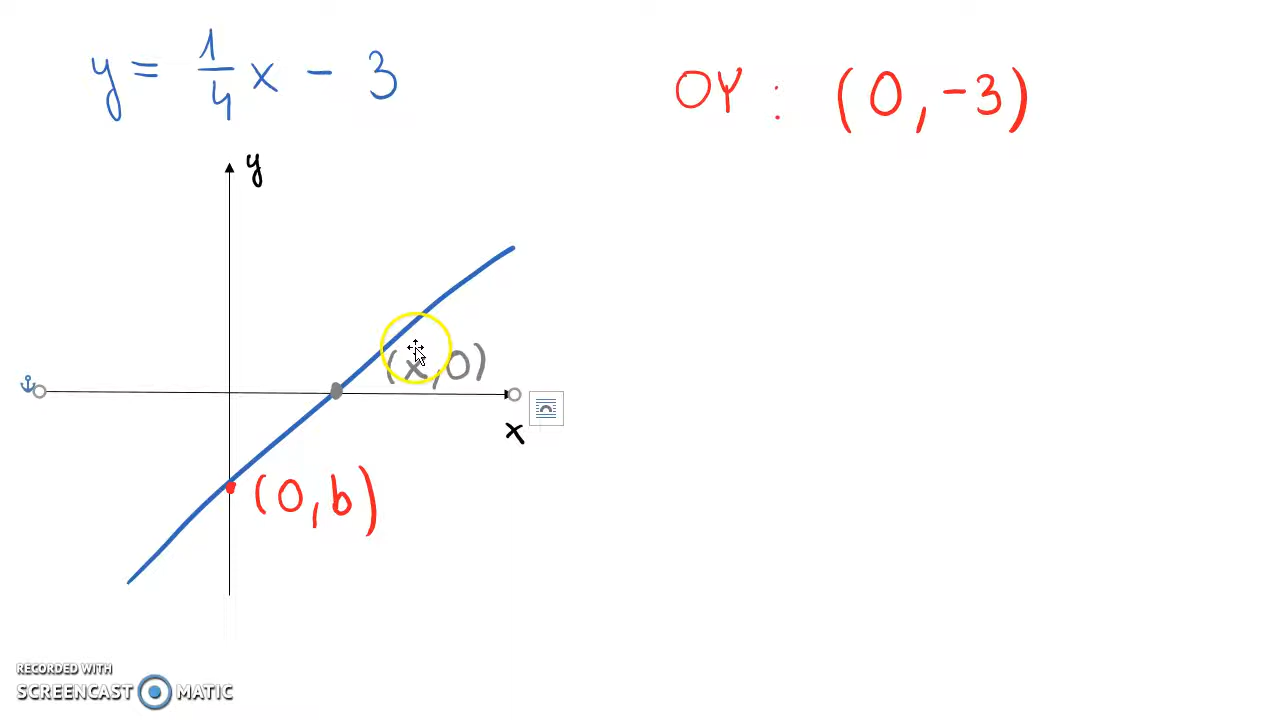 y = 1/4 x - 3
OY : (0, -3)
y
(x, 0)
x
(0, b)
RECORDED WITH
SCREENCAST MATIC